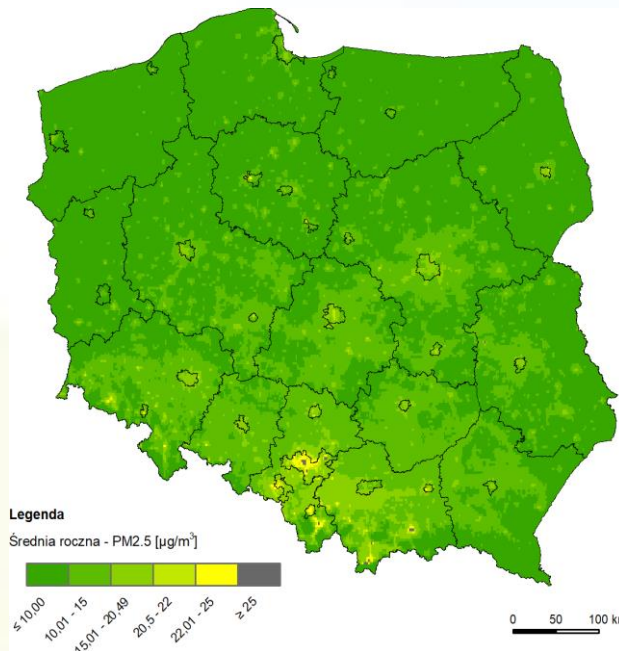 Legenda
Średnia roczna - PM2.5 [µg/m³]
≤ 10,00
10,01 - 15
15,01 - 20,49
20,5 - 22
22,01 - 25
≥ 25
0 50 100 km